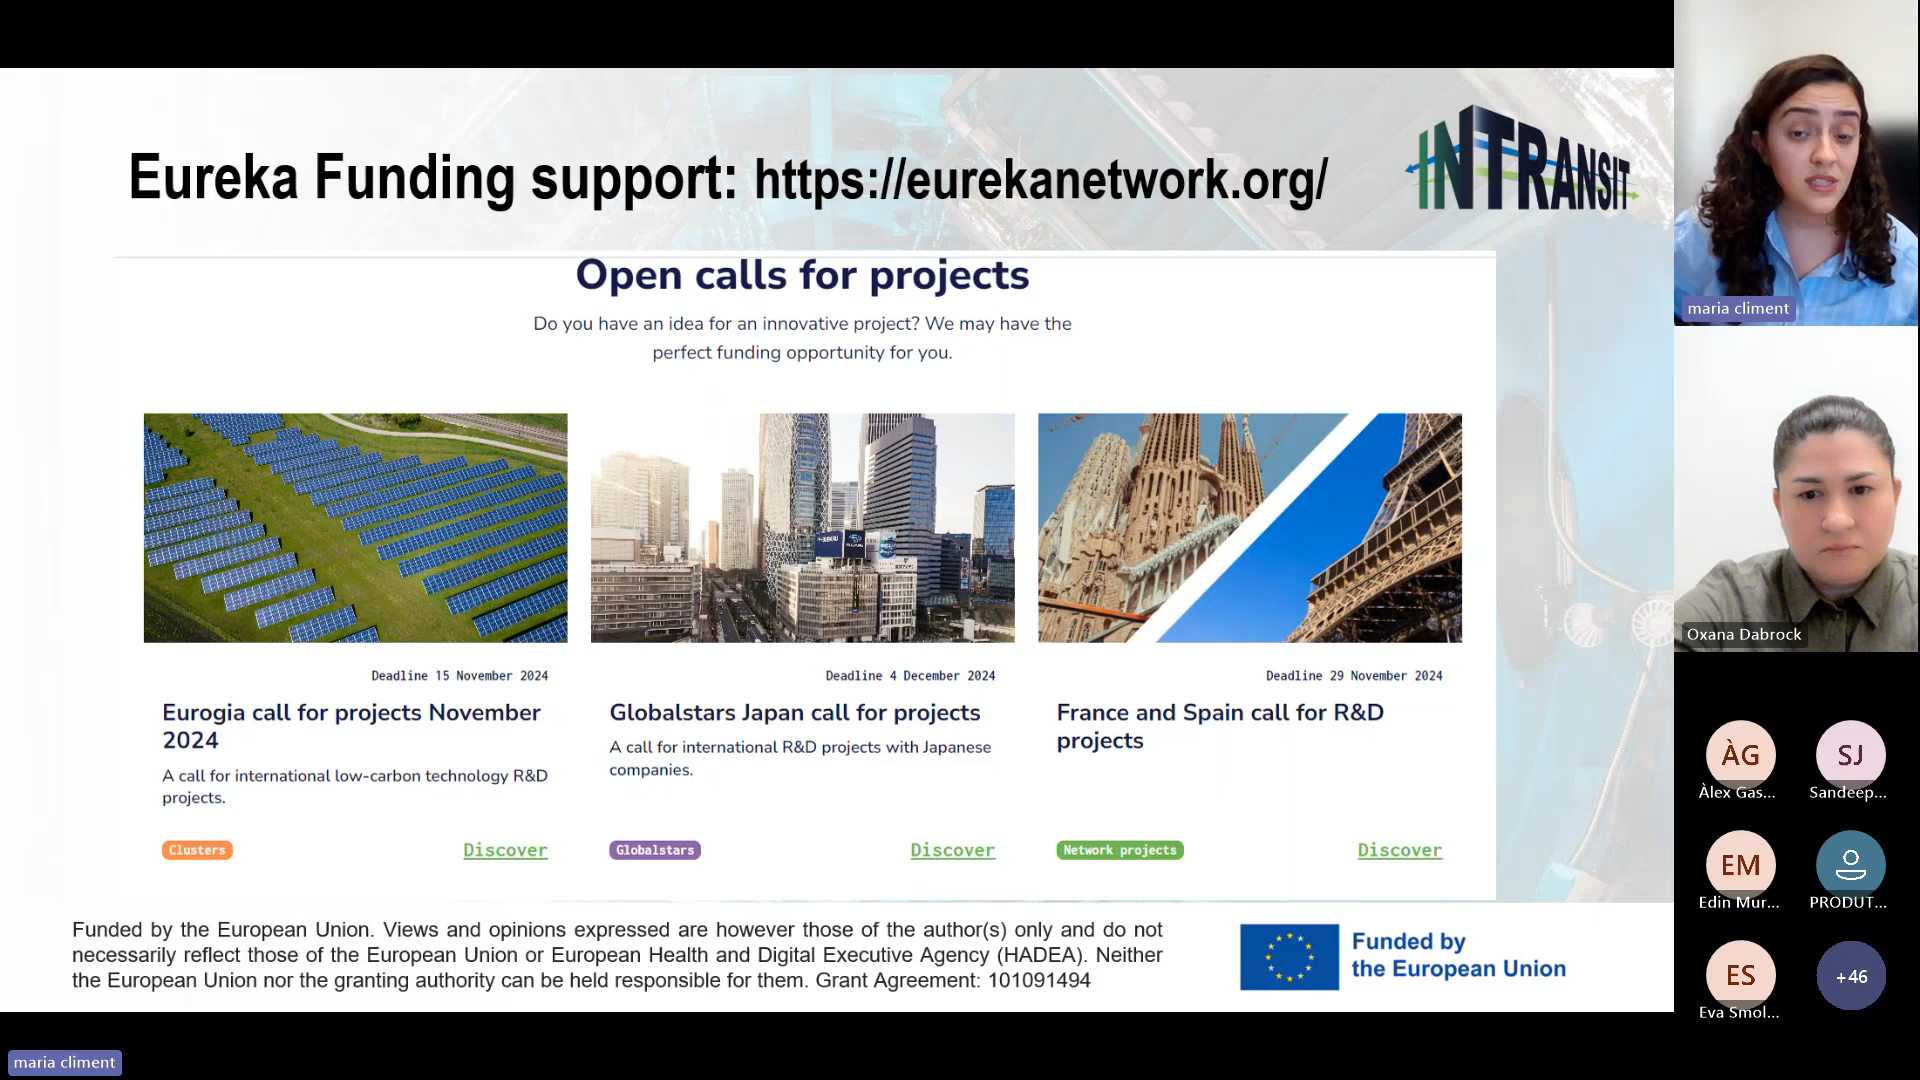 Eureka Funding support: https://eurekanetwork.org/
INTRANSIT
Open calls for projects
Do you have an idea for an innovative project? We may have the
perfect funding opportunity for you.
Deadline 15 November 2024
Eurogia call for projects November
2024
A call for international low-carbon technology R&D
projects.
Clusters
Discover
Deadline 4 December 2024
Globalstars Japan call for projects
A call for international R&D projects with Japanese
companies.
Globalstars
Discover
Deadline 29 November 2024
France and Spain call for R&D
projects
Network projects
Discover
Funded by the European Union. Views and opinions expressed are however those of the author(s) only and do not
necessarily reflect those of the European Union or European Health and Digital Executive Agency (HADEA). Neither
the European Union nor the granting authority can be held responsible for them. Grant Agreement: 101091494
Funded by
the European Union
maria climent
Oxana Dabrock
ÀG
Àlex Gas...
SJ
Sandeep...
EM
Edin Mur...
PRODUT...
ES
Eva Smol...
+46
maria climent